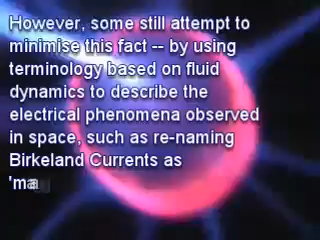 However, some still attempt to
minimise this fact -- by using
terminology based on fluid
dynamics to describe the
electrical phenomena observed
in space, such as re-naming
Birkeland Currents as
'ma